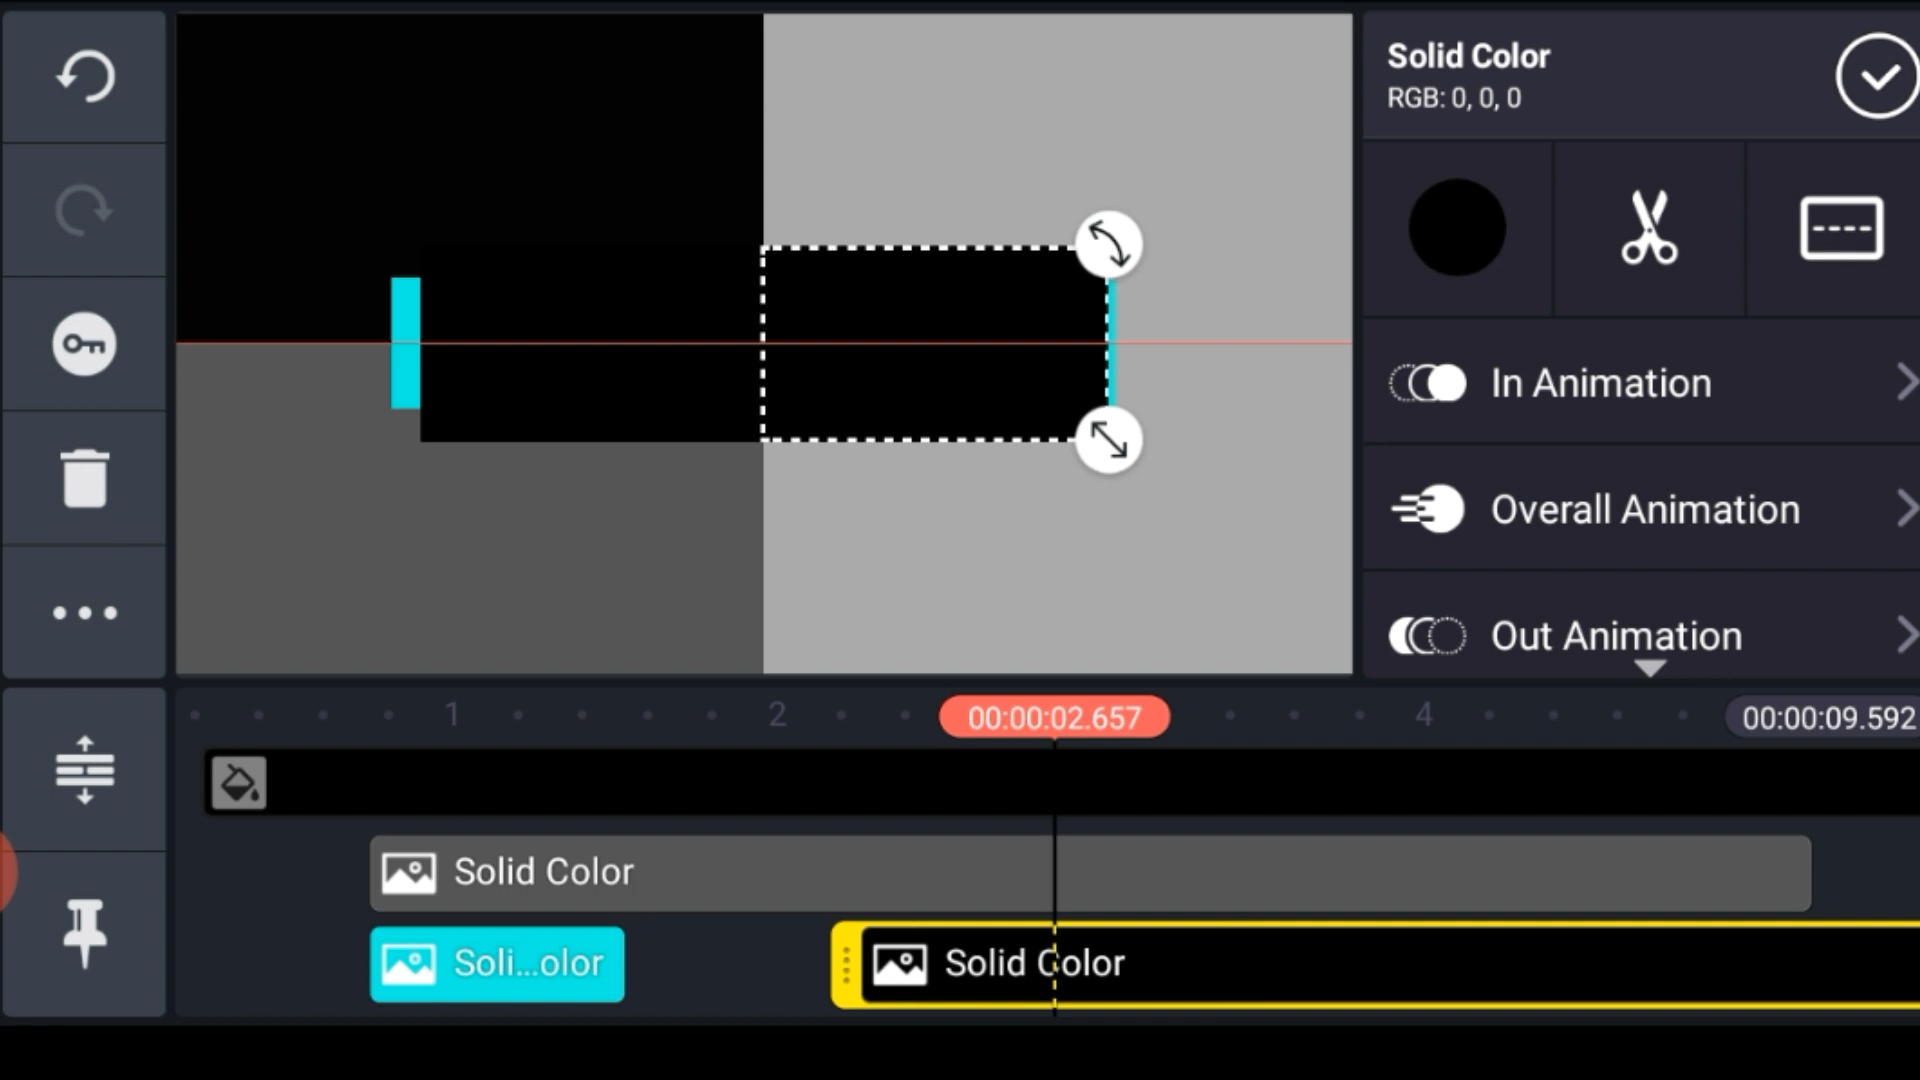 Solid Color
RGB: 0, 0, 0
In Animation
Overall Animation
Out Animation
1
2
00:00:02.657
4
00:00:09.592
Solid Color
Soli...olor
Solid Color